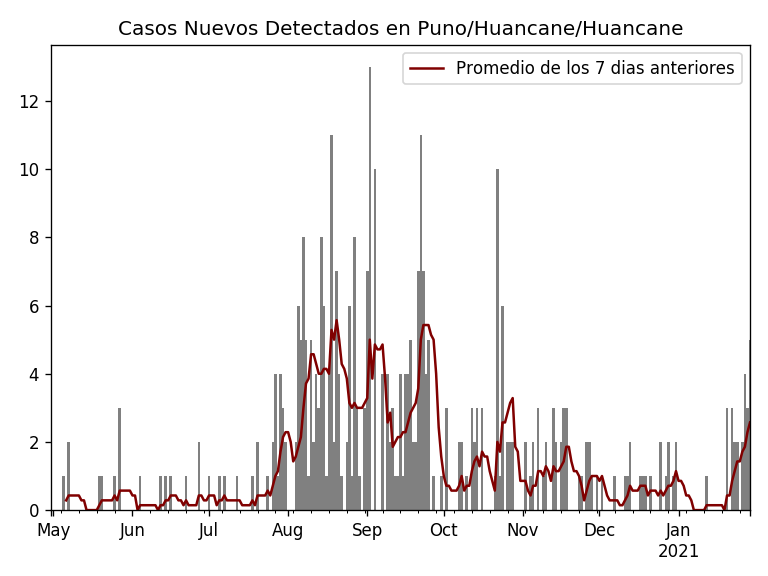 Casos Nuevos Detectados en Puno/Huancane/Huancane
Promedio de los 7 dias anteriores
12
10
8
6
4
2
0
May Jun Jul Aug Sep Oct Nov Dec Jan
2021